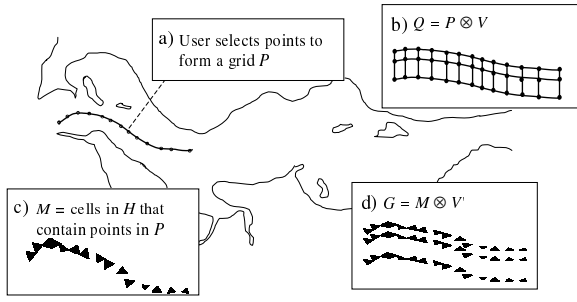 a) User selects points to
form a grid P
b) Q = P ⊗ V
c) M = cells in H that
contain points in P
d) G = M ⊗ V'